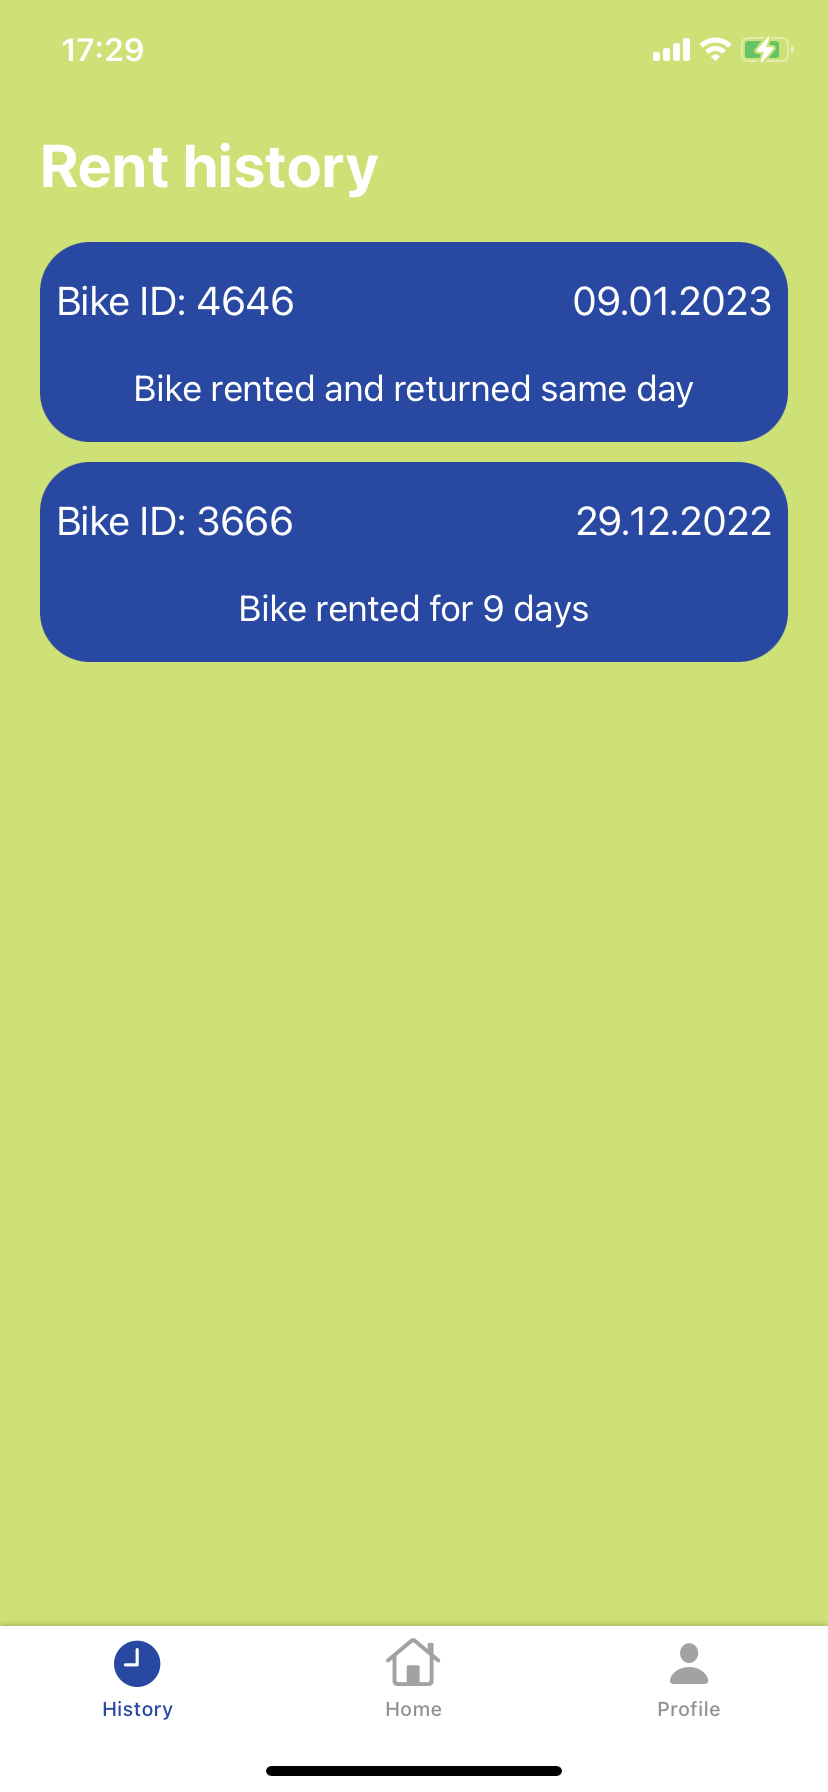 17:29
Rent history
Bike ID: 4646 09.01.2023
Bike rented and returned same day
Bike ID: 3666 29.12.2022
Bike rented for 9 days
History Home Profile